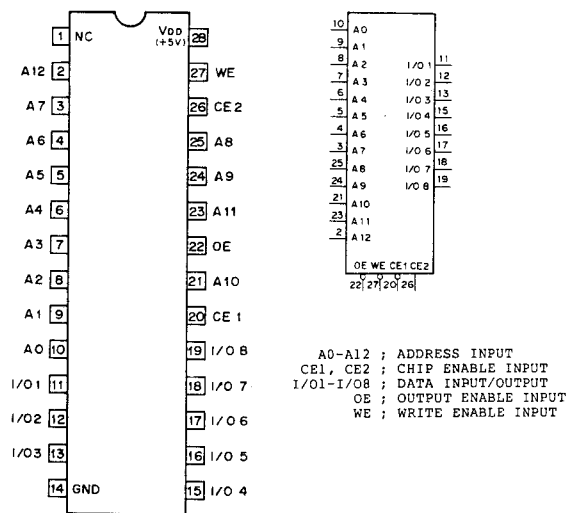 1 NC VDD (+5V) 28
A12 2 27 WE
A7 3 26 CE2
A6 4 25 A8
A5 5 24 A9
A4 6 23 A11
A3 7 22 OE
A2 8 21 A10
A1 9 20 CE1
A0 10 19 I/O 8
I/O1 11 18 I/O 7
I/O2 12 17 I/O 6
I/O3 13 16 I/O 5
14 GND 15 I/O 4
10 A0
9 A1
8 A2 I/O 1 11
7 A3 I/O 2 12
6 A4 I/O 3 13
5 A5 I/O 4 15
4 A6 I/O 5 16
3 A7 I/O 6 17
25 A8 I/O 7 18
24 A9 I/O 8 19
21 A10
23 A11
2 A12
OE WE CE1 CE2
22 27 20 26
A0-A12 ; ADDRESS INPUT
CE1, CE2 ; CHIP ENABLE INPUT
I/O1-I/O8 ; DATA INPUT/OUTPUT
OE ; OUTPUT ENABLE INPUT
WE ; WRITE ENABLE INPUT